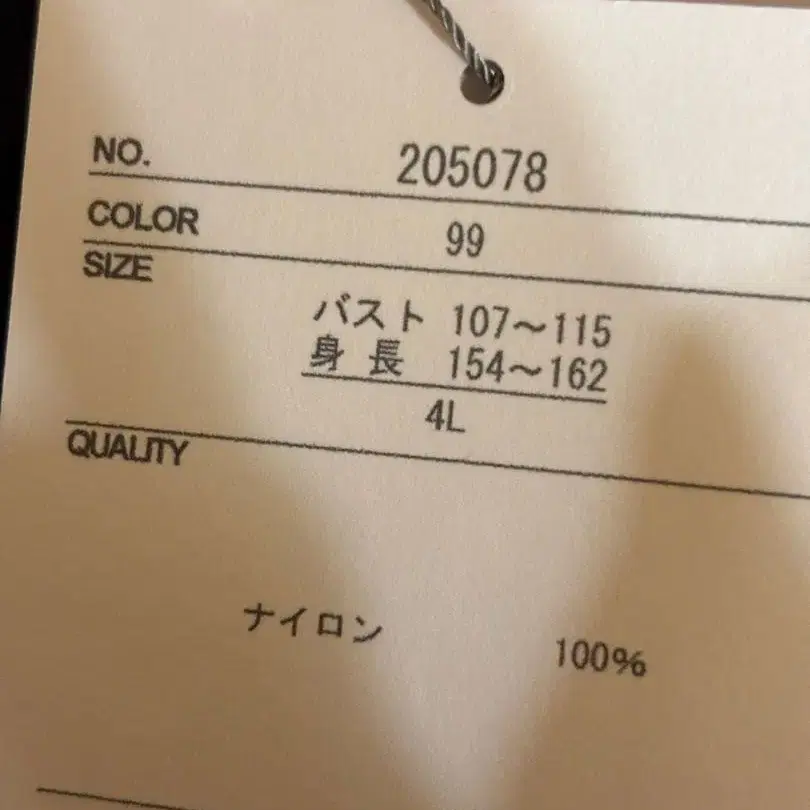 NO. 205078
COLOR 99
SIZE
バスト 107～115
身長 154～162
4L
QUALITY
ナイロン 100%